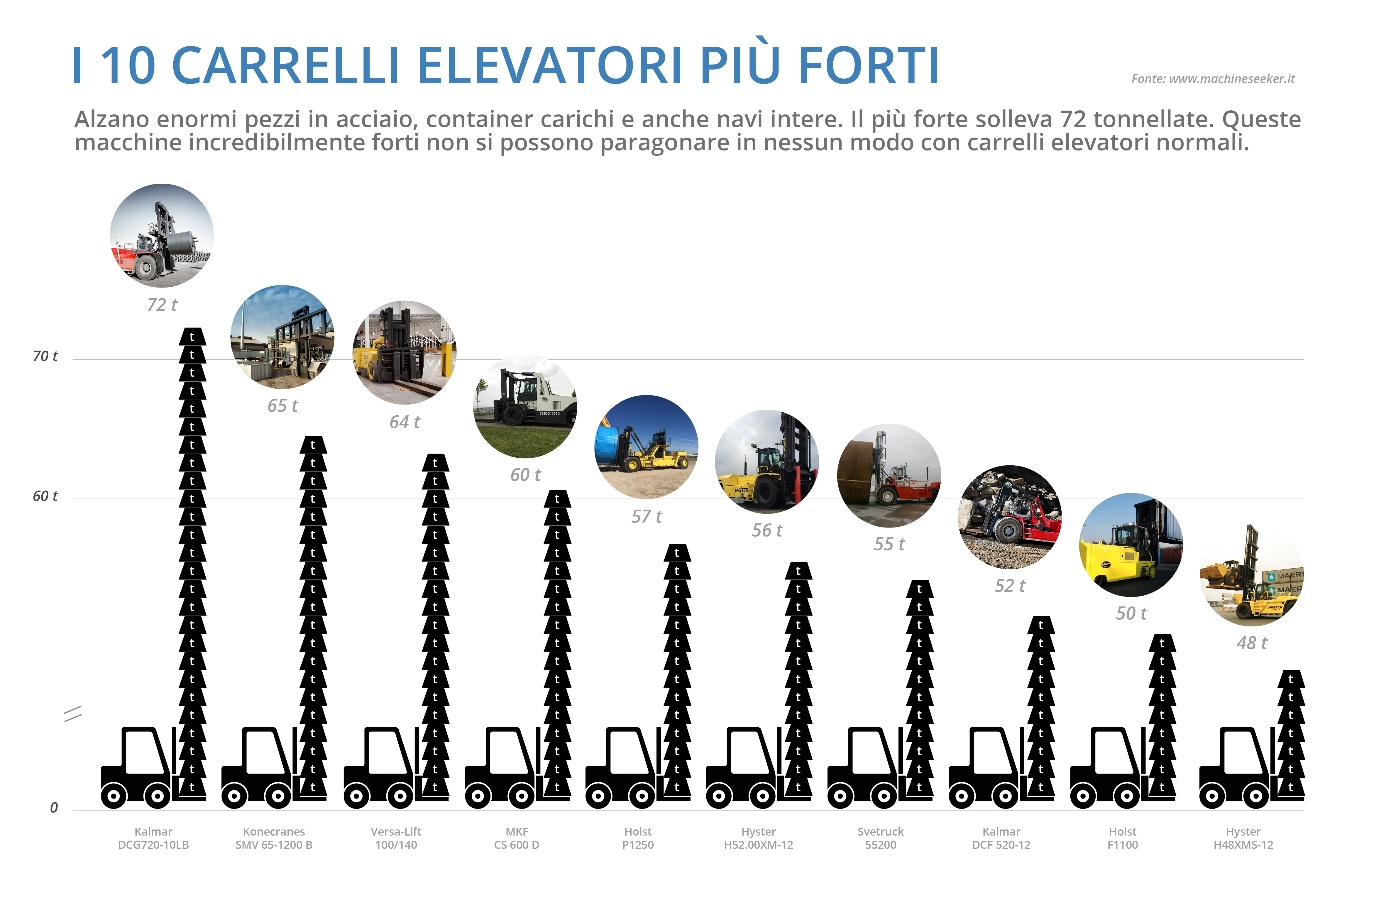 I 10 CARRELLI ELEVATORI PIÙ FORTI
Fonte: www.machineseeker.it
Alzano enormi pezzi in acciaio, container carichi e anche navi intere. Il più forte solleva 72 tonnellate. Queste
macchine incredibilmente forti non si possono paragonare in nessun modo con carrelli elevatori normali.
72 t
65 t
64 t
60 t
57 t
56 t
55 t
52 t
50 t
48 t
70 t
60 t
0
Kalmar
DCG720-10LB
Konecranes
SMV 65-1200 B
Versa-Lift
100/140
MKF
CS 600 D
Hoist
P1250
Hyster
H52.00XM-12
Svetruck
55200
Kalmar
DCF 520-12
Hoist
F1100
Hyster
H48XMS-12